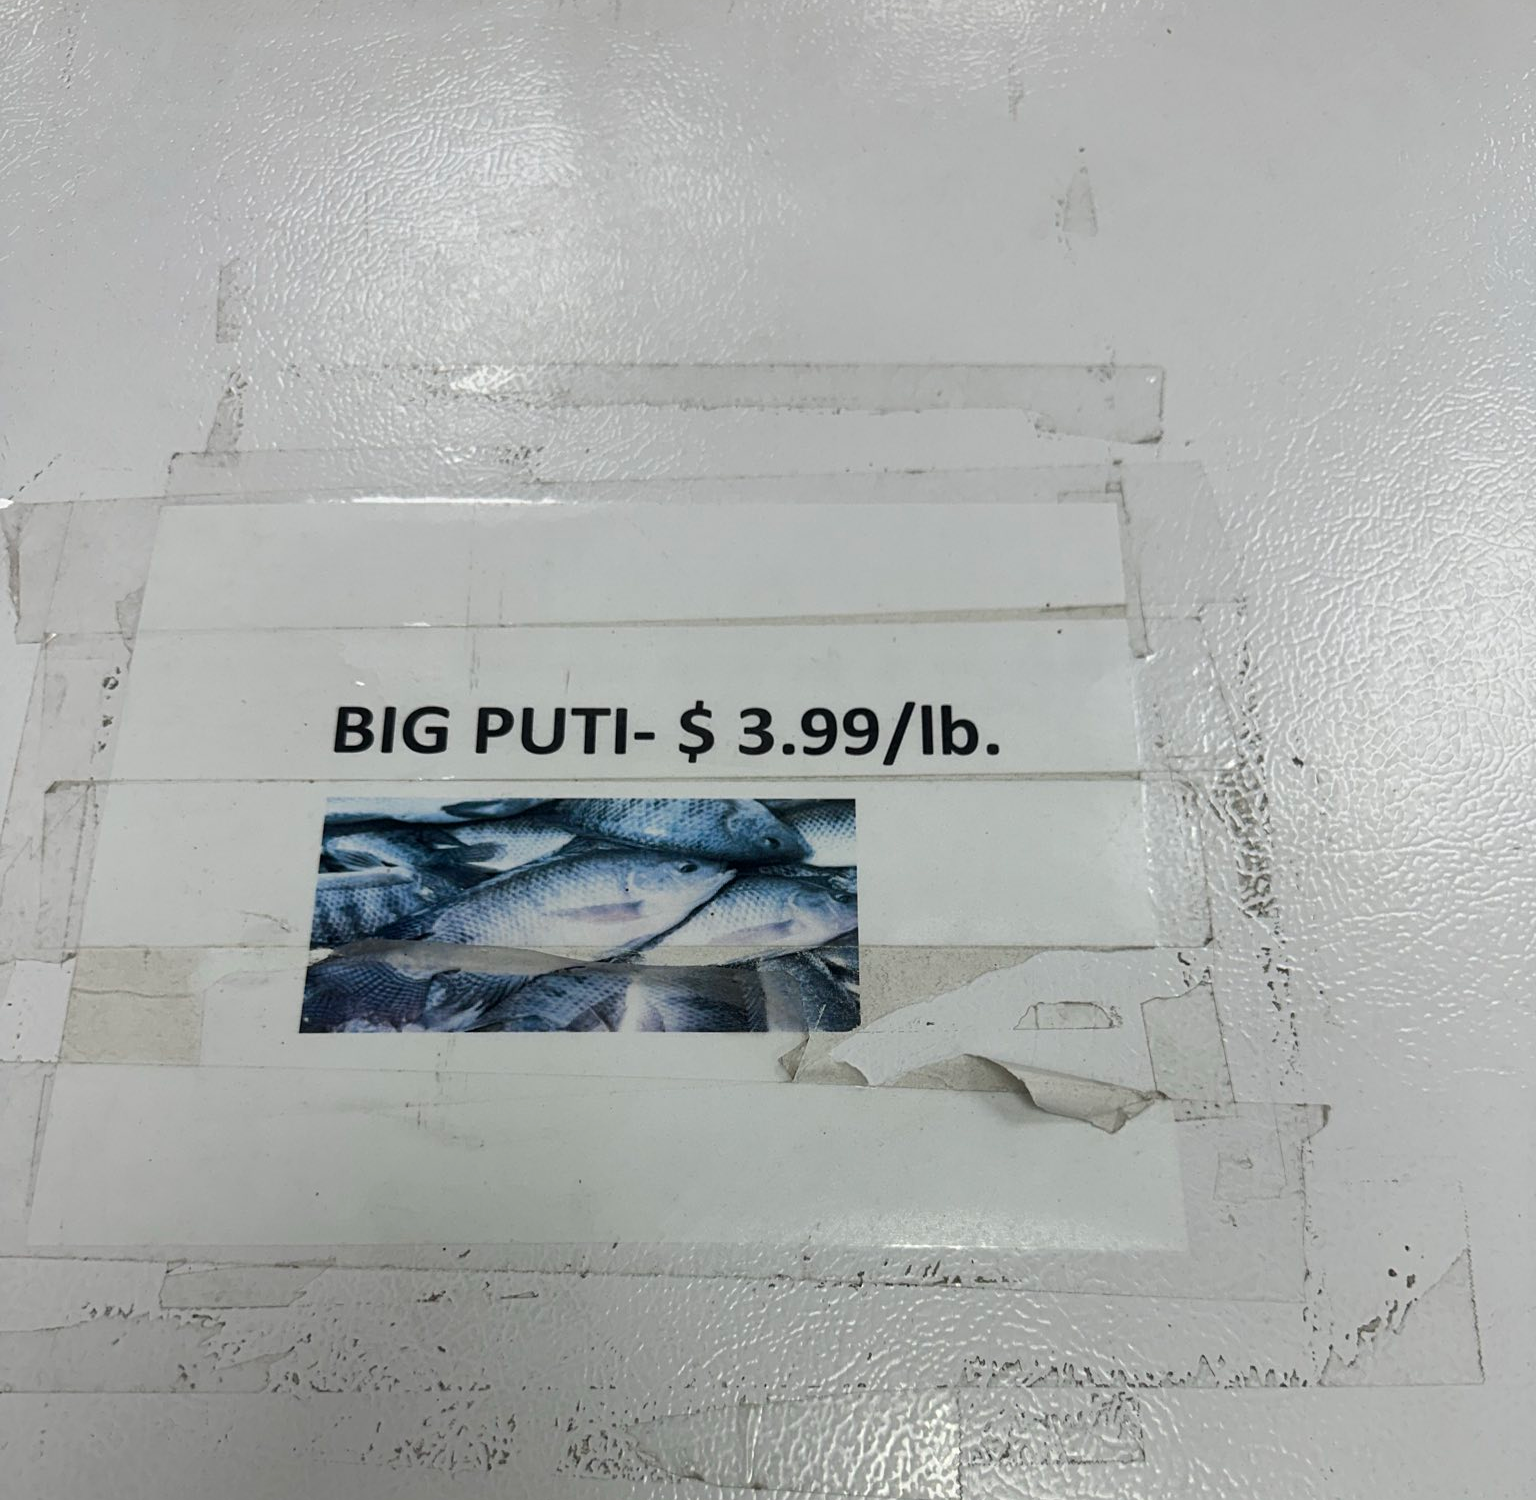 BIG PUTI- $ 3.99/lb.